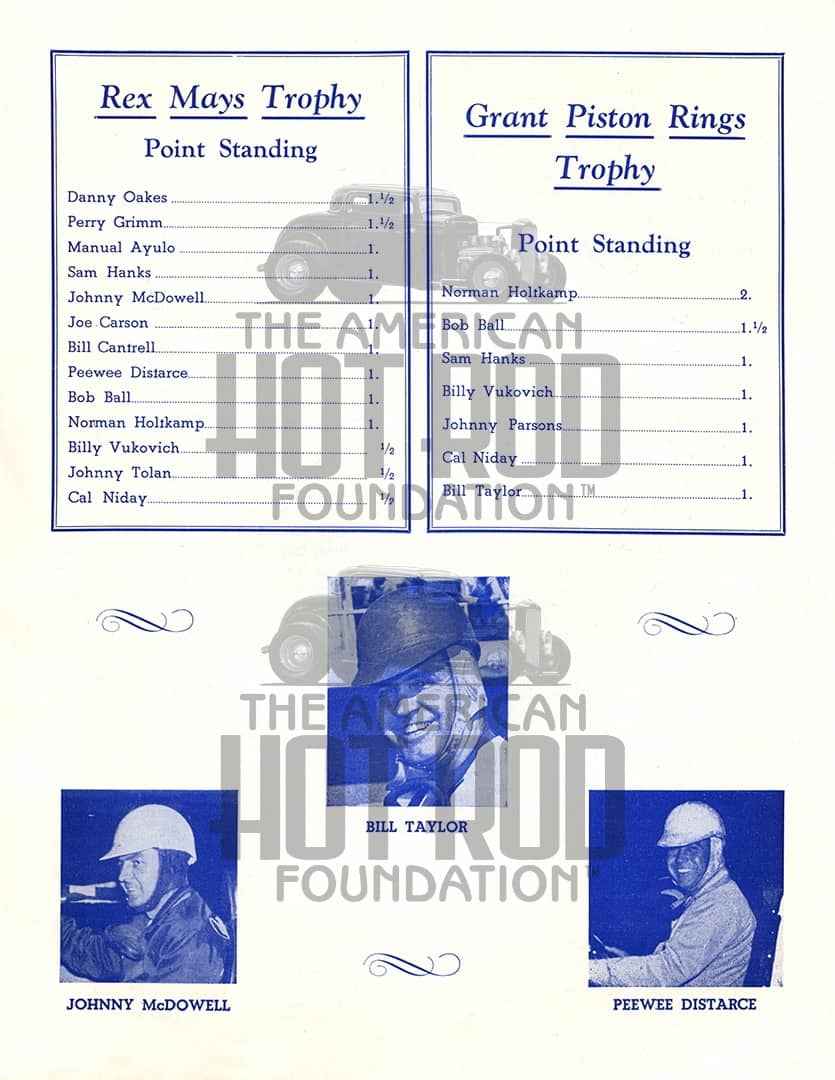 Rex Mays Trophy
Point Standing
Danny Oakes 1.½
Perry Grimm 1.½
Manual Ayulo 1.
Sam Hanks 1.
Johnny McDowell 1.
Joe Carson 1.
Bill Cantrell 1.
Peewee Distarce 1.
Bob Ball 1.
Norman Holtkamp 1.
Billy Vukovich ½
Johnny Tolan ½
Cal Niday ½
Grant Piston Rings
Trophy
Point Standing
Norman Holtkamp 2.
Bob Ball 1.½
Sam Hanks 1.
Billy Vukovich 1.
Johnny Parsons 1.
Cal Niday 1.
Bill Taylor 1.
THE AMERICAN
HOT ROD
FOUNDATION™
THE AMERICAN
HOT ROD
FOUNDATION™
BILL TAYLOR
JOHNNY McDOWELL
PEEWEE DISTARCE